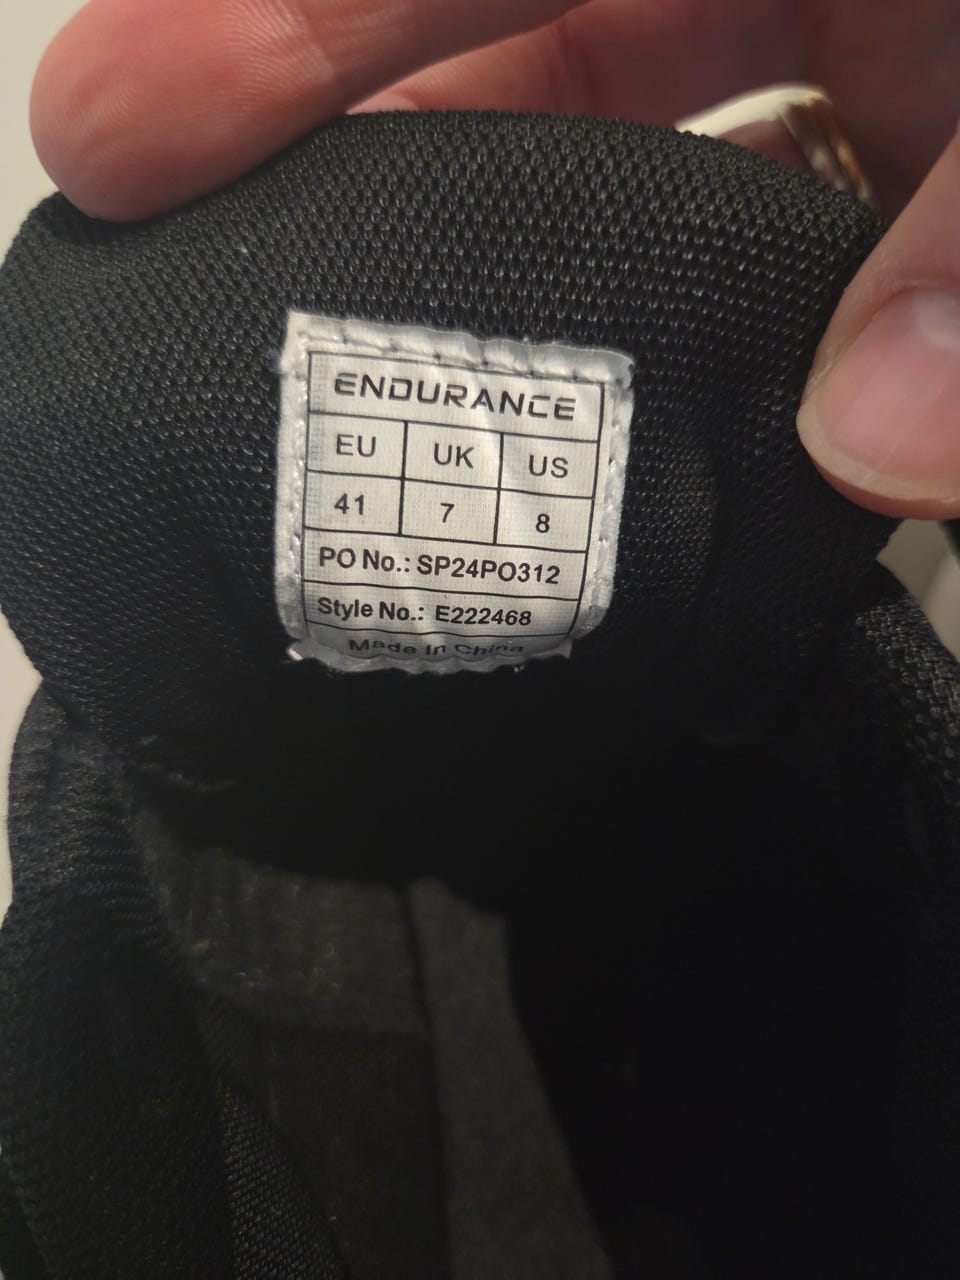 ENDURANCE
EU UK US
41 7 8
PO No.: SP24PO312
Style No.: E222468
Made In China